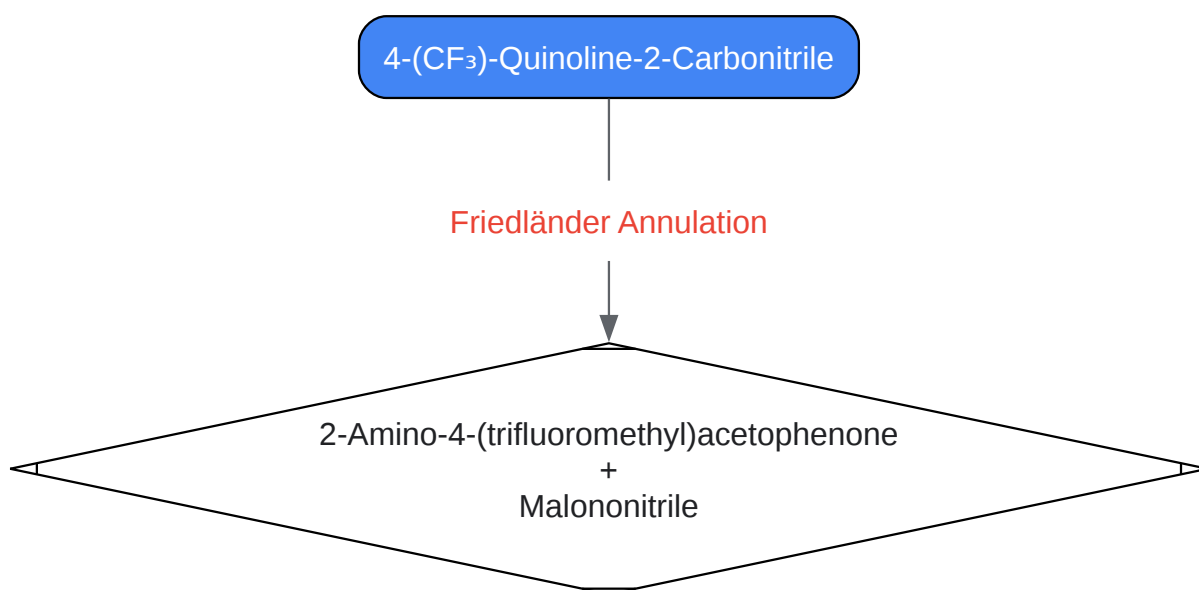 4-(CF₃)-Quinoline-2-Carbonitrile
Friedländer Annulation
2-Amino-4-(trifluoromethyl)acetophenone
+
Malononitrile